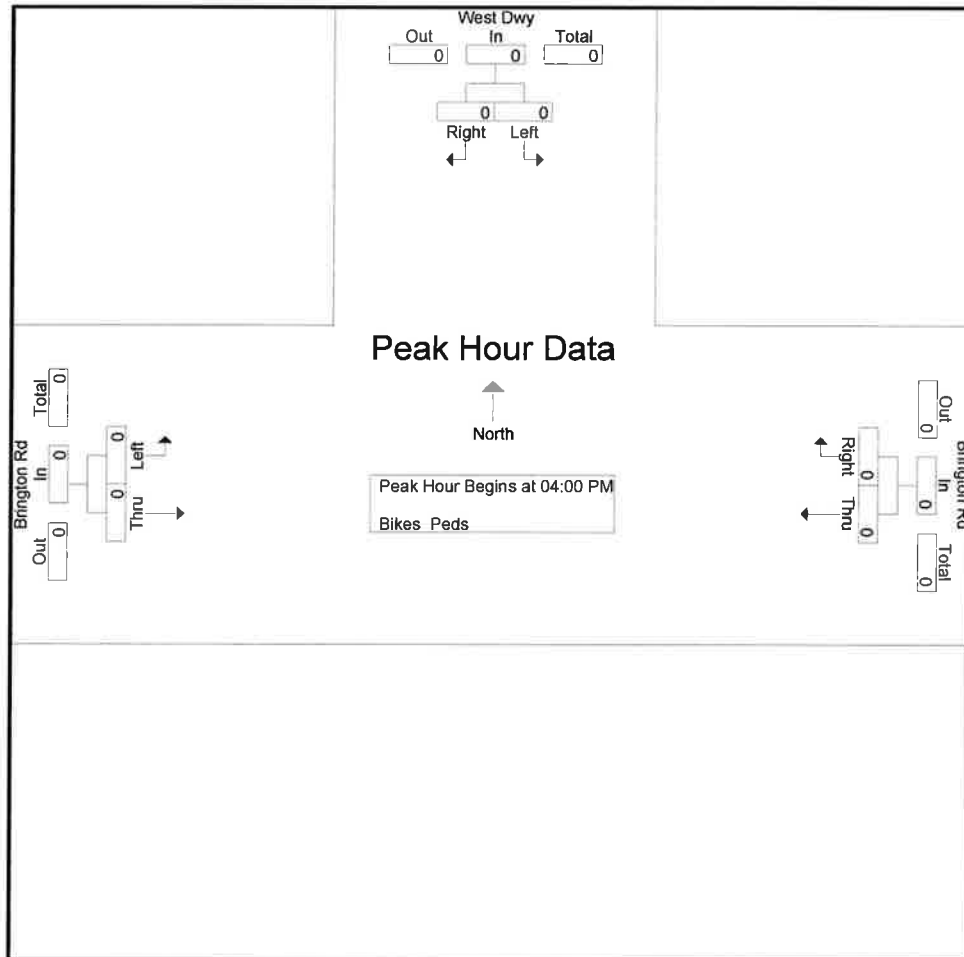 West Dwy
Out In Total
0 0 0
0 0
Right Left
Peak Hour Data
North
Peak Hour Begins at 04:00 PM
Bikes Peds
Brington Rd
Total In Out
0 0 0
0 0
Left Thru
Brington Rd
Out In Total
0 0 0
0 0
Right Thru